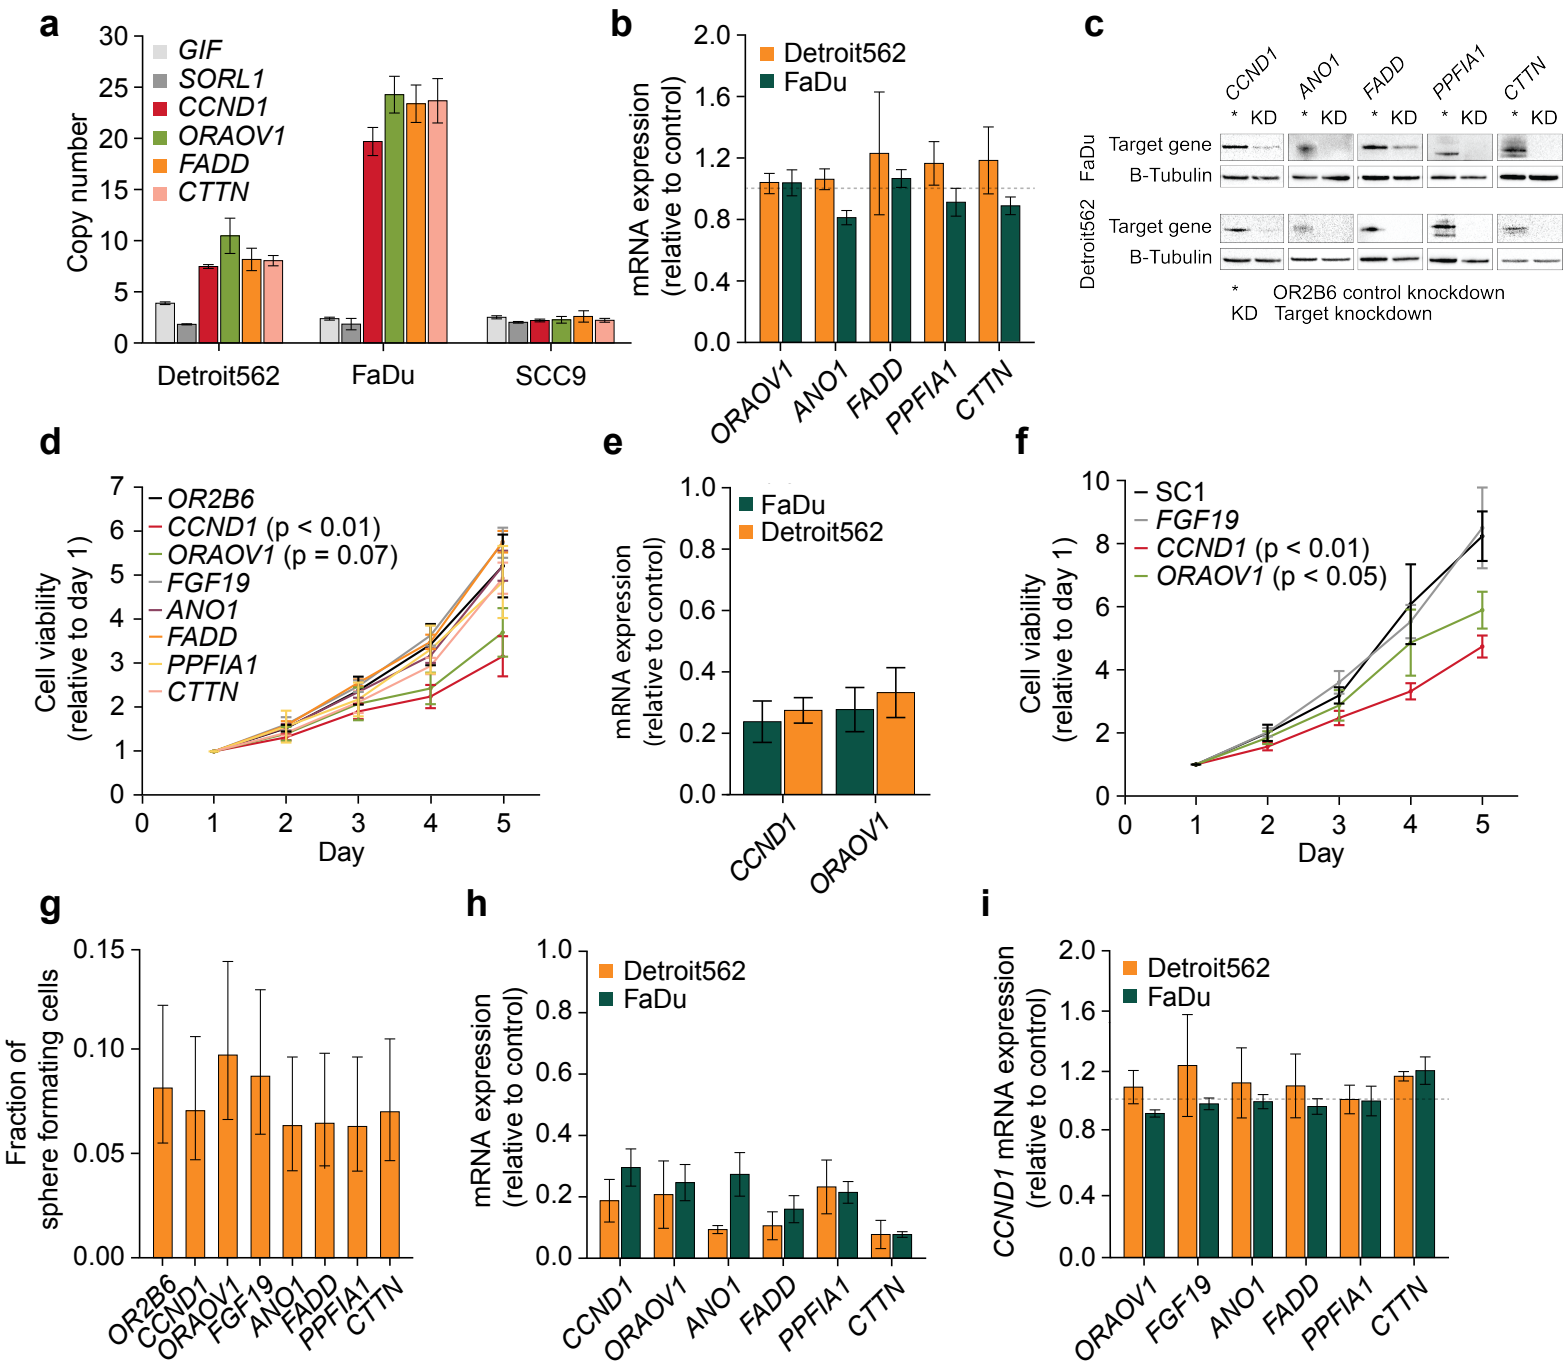 a
30
25
20
15
10
5
0
Copy number
GIF
SORL1
CCND1
ORAOV1
FADD
CTTN
Detroit562
FaDu
SCC9
b
2.0
1.6
1.2
0.8
0.4
0.0
mRNA expression
(relative to control)
Detroit562
FaDu
ORAOV1
ANO1
FADD
PPFIA1
CTTN
c
CCND1
ANO1
FADD
PPFIA1
CTTN
* KD * KD * KD * KD * KD
FaDu
Target gene
B-Tubulin
Detroit562
Target gene
B-Tubulin
* OR2B6 control knockdown
KD Target knockdown
d
7
6
5
4
3
2
1
0
Cell viability
(relative to day 1)
OR2B6
CCND1 (p < 0.01)
ORAOV1 (p = 0.07)
FGF19
ANO1
FADD
PPFIA1
CTTN
0 1 2 3 4 5
Day
e
1.0
0.8
0.6
0.4
0.2
0.0
mRNA expression
(relative to control)
FaDu
Detroit562
CCND1
ORAOV1
f
10
8
6
4
2
0
Cell viability
(relative to day 1)
SC1
FGF19
CCND1 (p < 0.01)
ORAOV1 (p < 0.05)
0 1 2 3 4 5
Day
g
0.15
0.10
0.05
0.00
Fraction of
sphere formating cells
OR2B6
CCND1
ORAOV1
FGF19
ANO1
FADD
PPFIA1
CTTN
h
1.0
0.8
0.6
0.4
0.2
0.0
mRNA expression
(relative to control)
Detroit562
FaDu
CCND1
ORAOV1
ANO1
FADD
PPFIA1
CTTN
i
2.0
1.6
1.2
0.8
0.4
0.0
CCND1 mRNA expression
(relative to control)
Detroit562
FaDu
ORAOV1
FGF19
ANO1
FADD
PPFIA1
CTTN